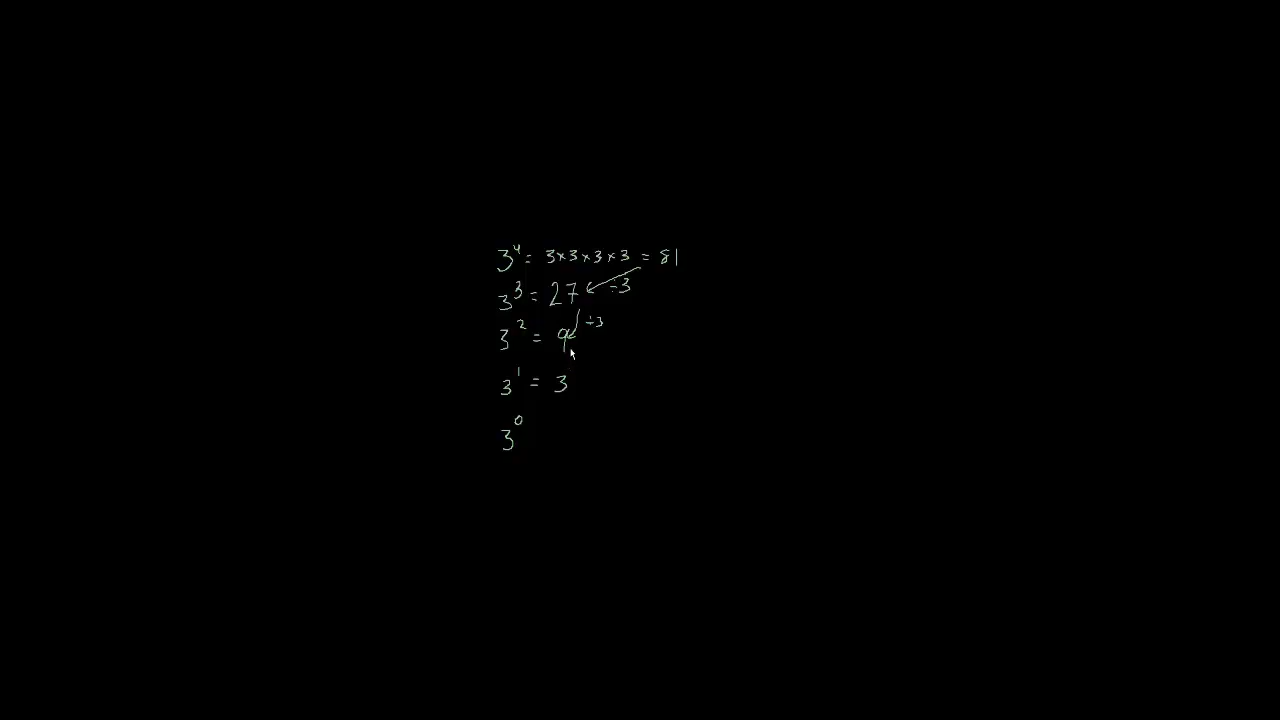 3⁴ = 3×3×3×3 = 81
3³ = 27 ÷3
3² = 9 ÷3
3¹ = 3
3⁰